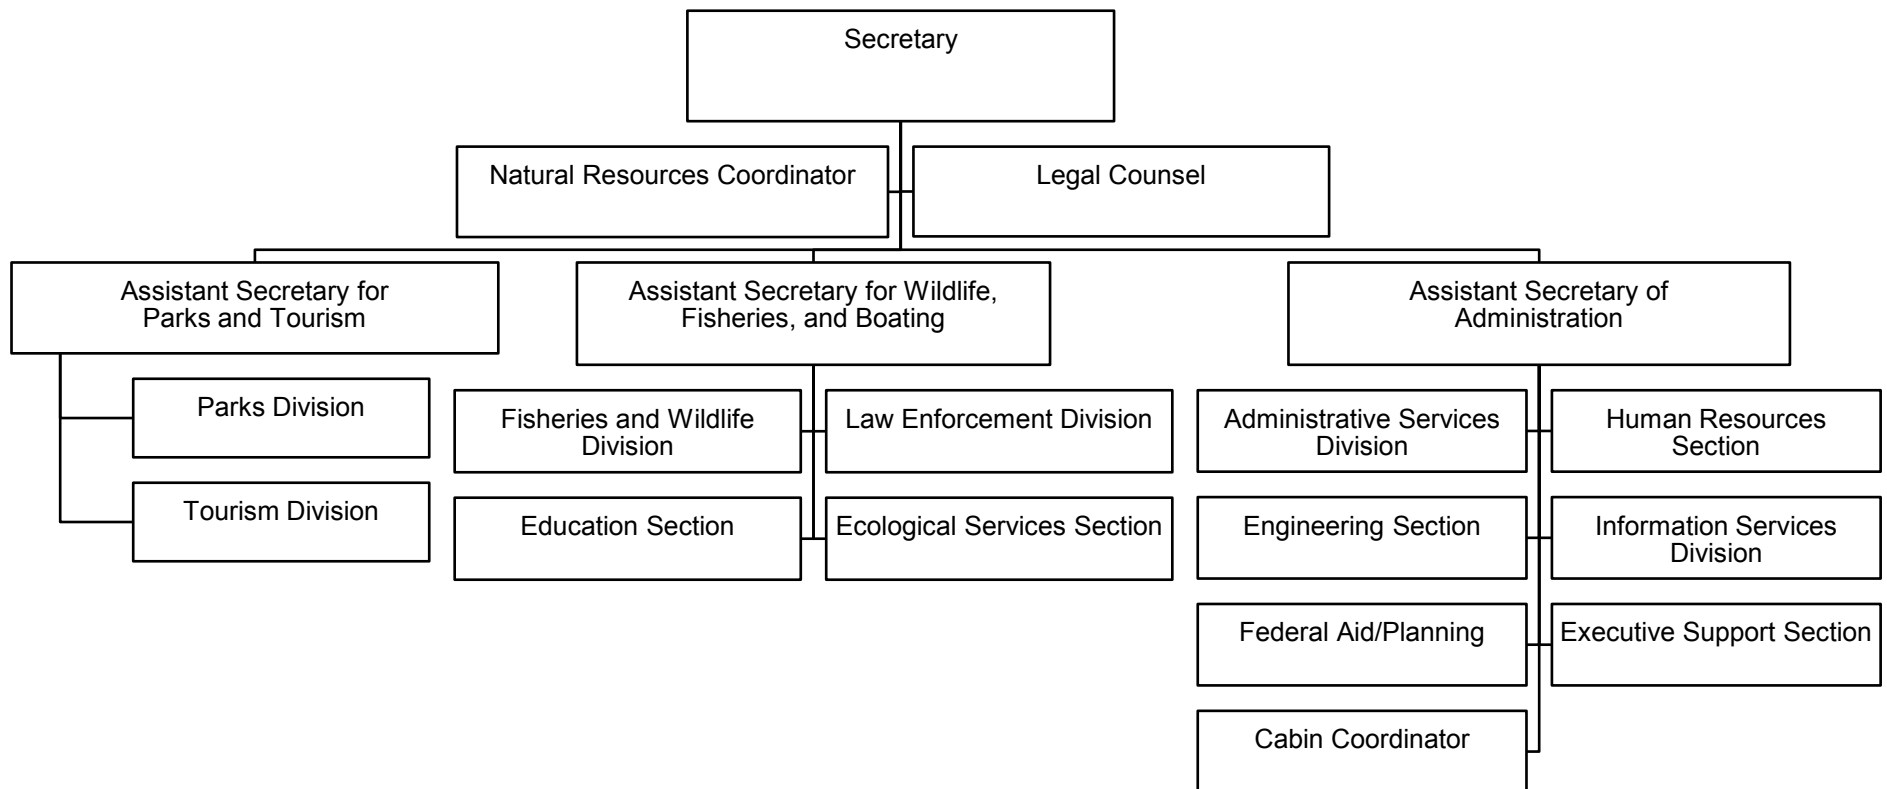 Secretary
Natural Resources Coordinator
Legal Counsel
Assistant Secretary for
Parks and Tourism
Assistant Secretary for Wildlife,
Fisheries, and Boating
Assistant Secretary of
Administration
Parks Division
Tourism Division
Fisheries and Wildlife
Division
Law Enforcement Division
Education Section
Ecological Services Section
Administrative Services
Division
Human Resources
Section
Engineering Section
Information Services
Division
Federal Aid/Planning
Executive Support Section
Cabin Coordinator